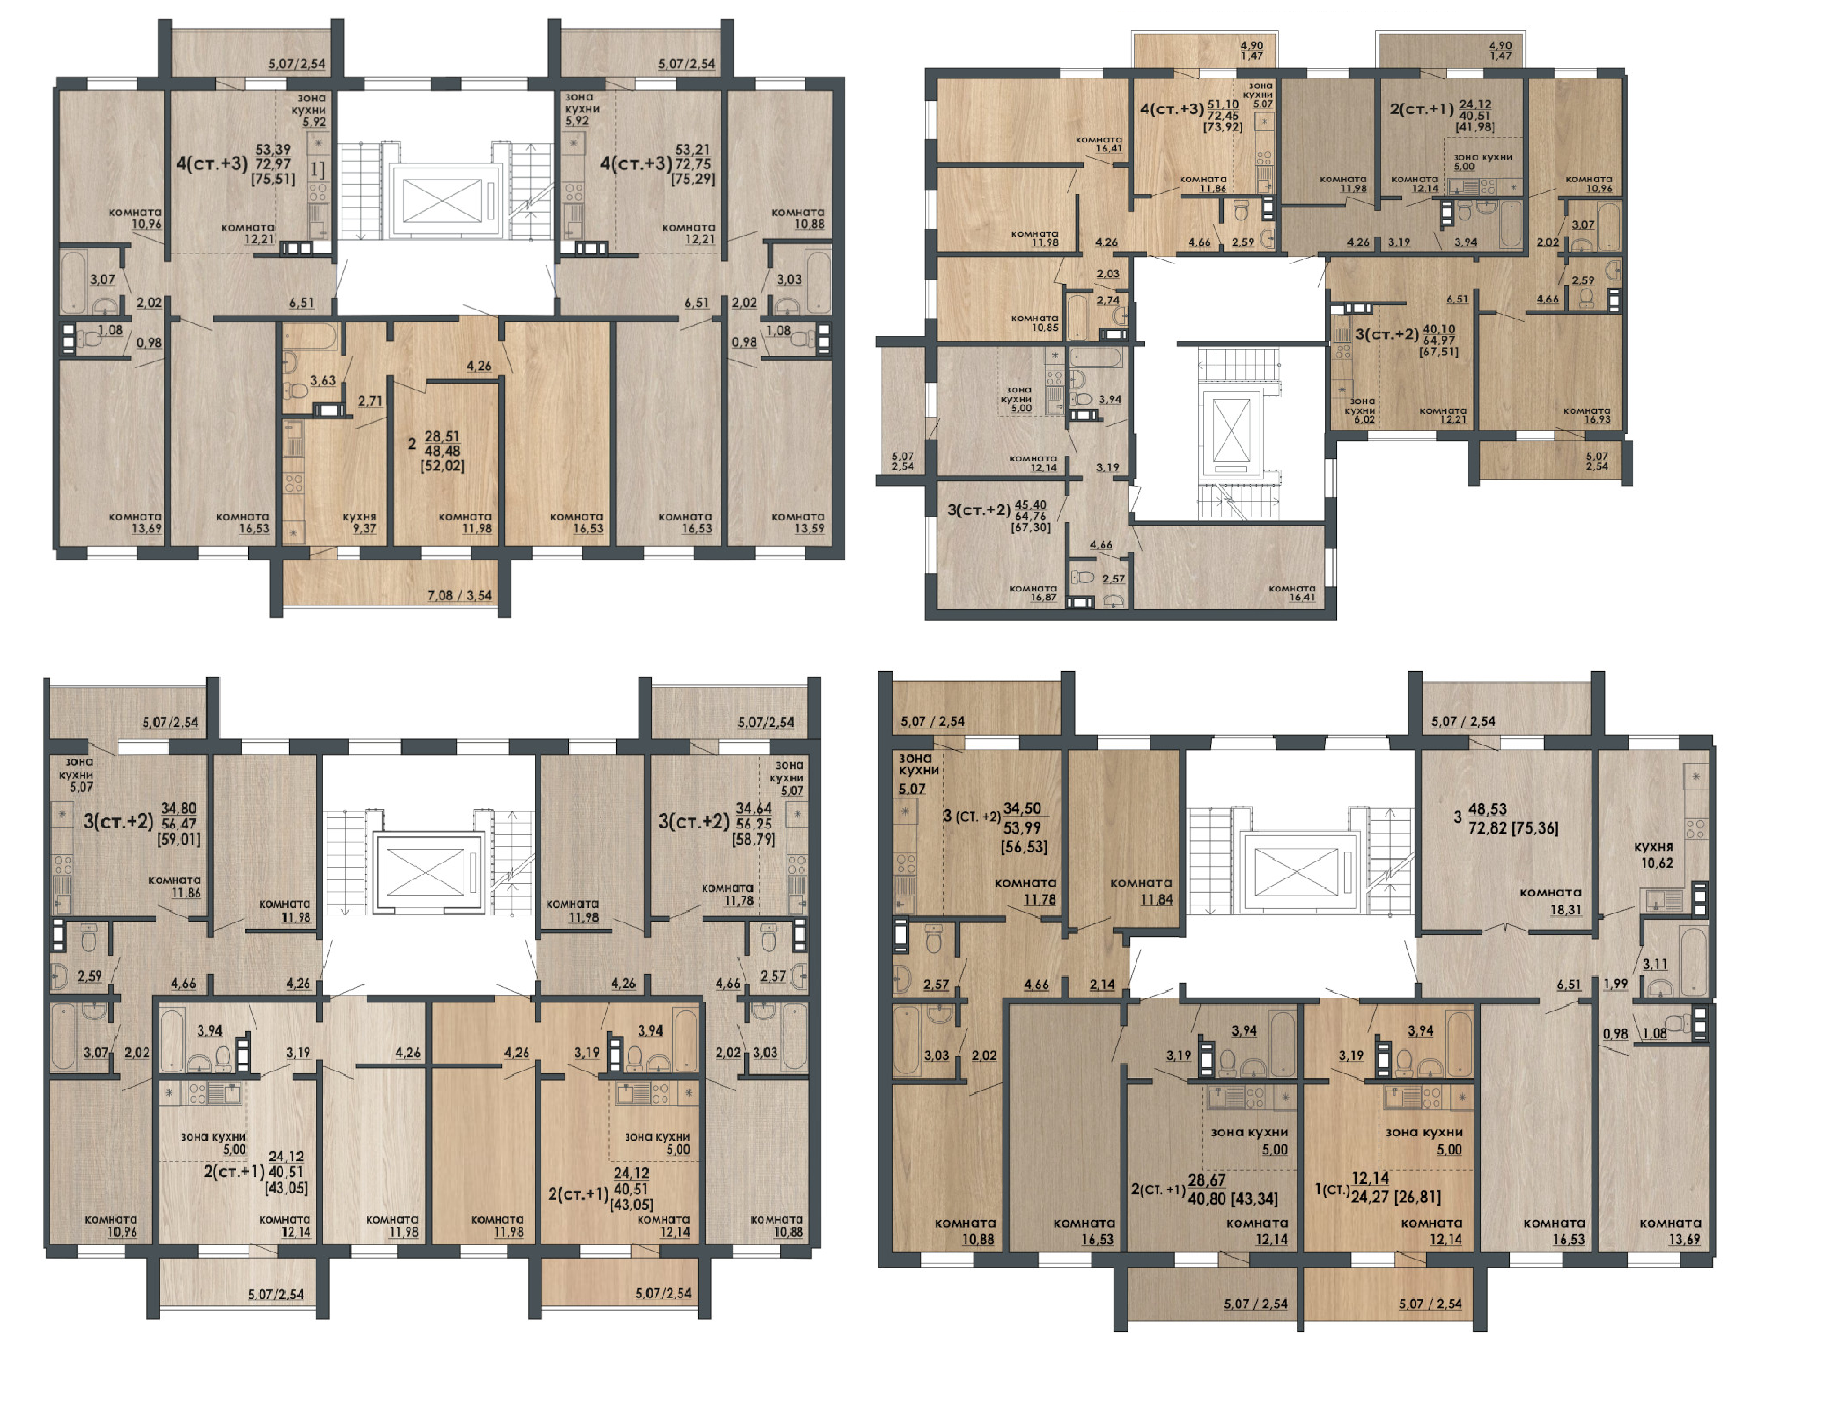 5,07/2,54
5,07/2,54
зона
кухни
5,92
4(ст.+3)
53,39
72,97
[75,51]
1]
комната
10,96
комната
12,21
3,07
2,02
6,51
1,08
0,98
комната
13,69
комната
16,53
зона
кухни
5,92
4(ст.+3)
53,21
72,75
[75,29]
комната
12,21
комната
10,88
6,51
2,02
3,03
1,08
0,98
комната
16,53
комната
13,59
3,63
2,71
4,26
2
28,51
48,48
[52,02]
кухня
9,37
комната
11,98
комната
16,53
7,08 / 3,54
4,90
1,47
4,90
1,47
комната
16,41
4(ст.+3)
51,10
72,45
[73,92]
зона
кухни
5,07
комната
11,86
комната
11,98
4,26
4,66
2,59
2,03
2,74
комната
10,85
комната
11,98
2(ст.+1)
24,12
40,51
[41,98]
зона кухни
5,00
комната
12,14
4,26
3,19
3,94
комната
10,96
3,07
2,02
2,59
4,66
6,51
3(ст.+2)
40,10
64,97
[67,51]
зона
кухни
6,02
комната
12,21
комната
16,93
5,07
2,54
5,07
2,54
зона
кухни
5,00
комната
12,14
3,94
3,19
3(ст.+2)
45,40
64,76
[67,30]
4,66
2,57
комната
16,87
комната
16,41
5,07/2,54
5,07/2,54
зона
кухни
5,07
3(ст.+2)
34,80
56,47
[59,01]
комната
11,86
комната
11,98
2,59
4,66
4,26
3,07
2,02
комната
10,96
зона
кухни
5,07
3(ст.+2)
34,64
56,25
[58,79]
комната
11,98
комната
11,78
4,26
4,66
2,57
2,02
3,03
комната
10,88
3,94
3,19
4,26
зона кухни
5,00
2(ст.+1)
24,12
40,51
[43,05]
комната
12,14
комната
11,98
5,07/2,54
4,26
3,19
3,94
зона кухни
5,00
2(ст.+1)
24,12
40,51
[43,05]
комната
11,98
комната
12,14
5,07/2,54
5,07 / 2,54
5,07 / 2,54
зона
кухни
5,07
3 (СТ. +2)
34,50
53,99
[56,53]
комната
11,78
комната
11,84
2,57
4,66
2,14
3,03
2,02
комната
10,88
3
48,53
72,82 [75,36]
комната
18,31
кухня
10,62
6,51
1,99
3,11
0,98
1,08
комната
16,53
комната
13,69
комната
16,53
3,19
3,94
зона кухни
5,00
2(СТ. +1)
28,67
40,80 [43,34]
комната
12,14
5,07 / 2,54
3,19
3,94
зона кухни
5,00
1(СТ.)
12,14
24,27 [26,81]
комната
12,14
5,07 / 2,54